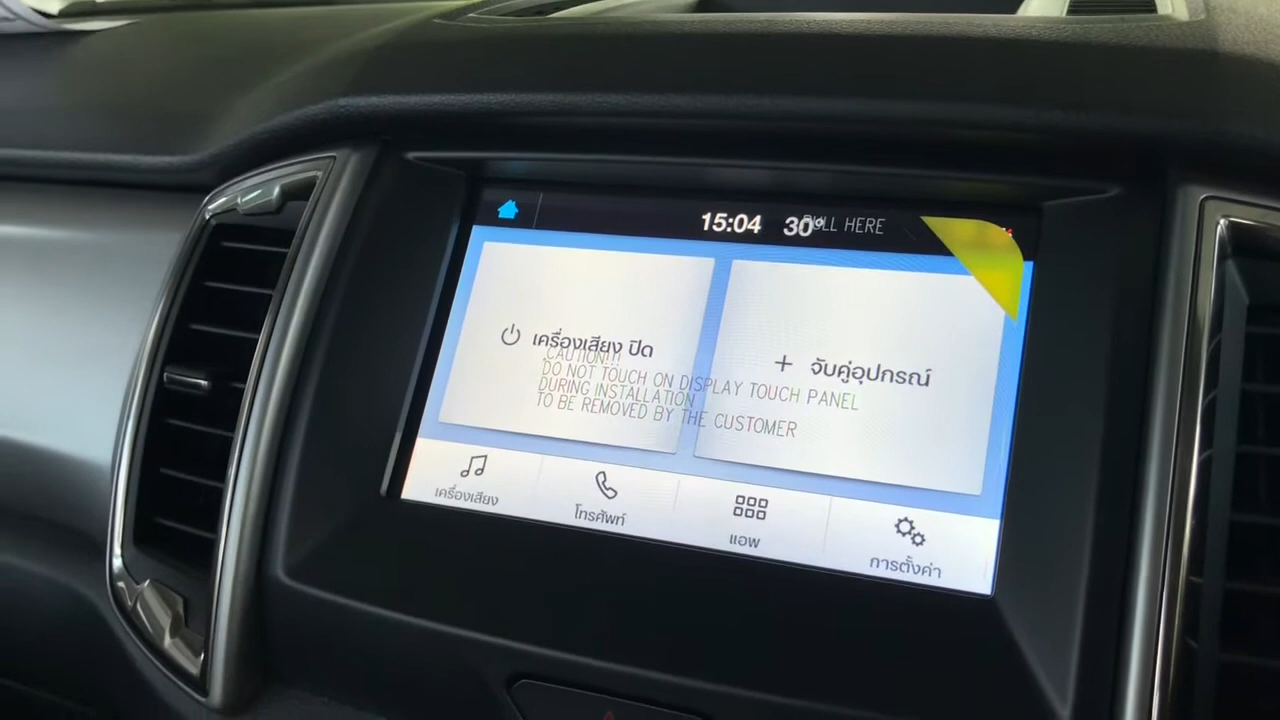 15:04 30°
PULL HERE
เครื่องเสียง ปิด
+ จับคู่อุปกรณ์
CAUTION!!!
DO NOT TOUCH ON DISPLAY TOUCH PANEL
DURING INSTALLATION
TO BE REMOVED BY THE CUSTOMER
เครื่องเสียง
โทรศัพท์
แอพ
การตั้งค่า